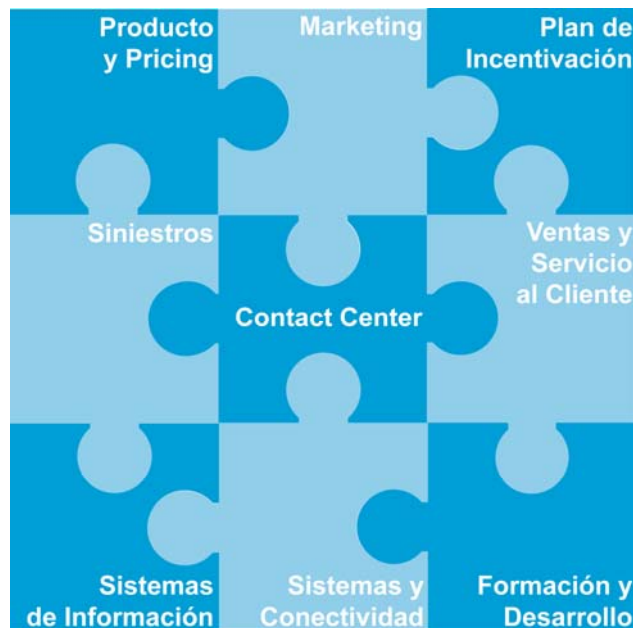 Producto
y Pricing
Marketing
Plan de
Incentivación
Siniestros
Contact Center
Ventas y
Servicio
al Cliente
Sistemas
de Información
Sistemas y
Conectividad
Formación y
Desarrollo